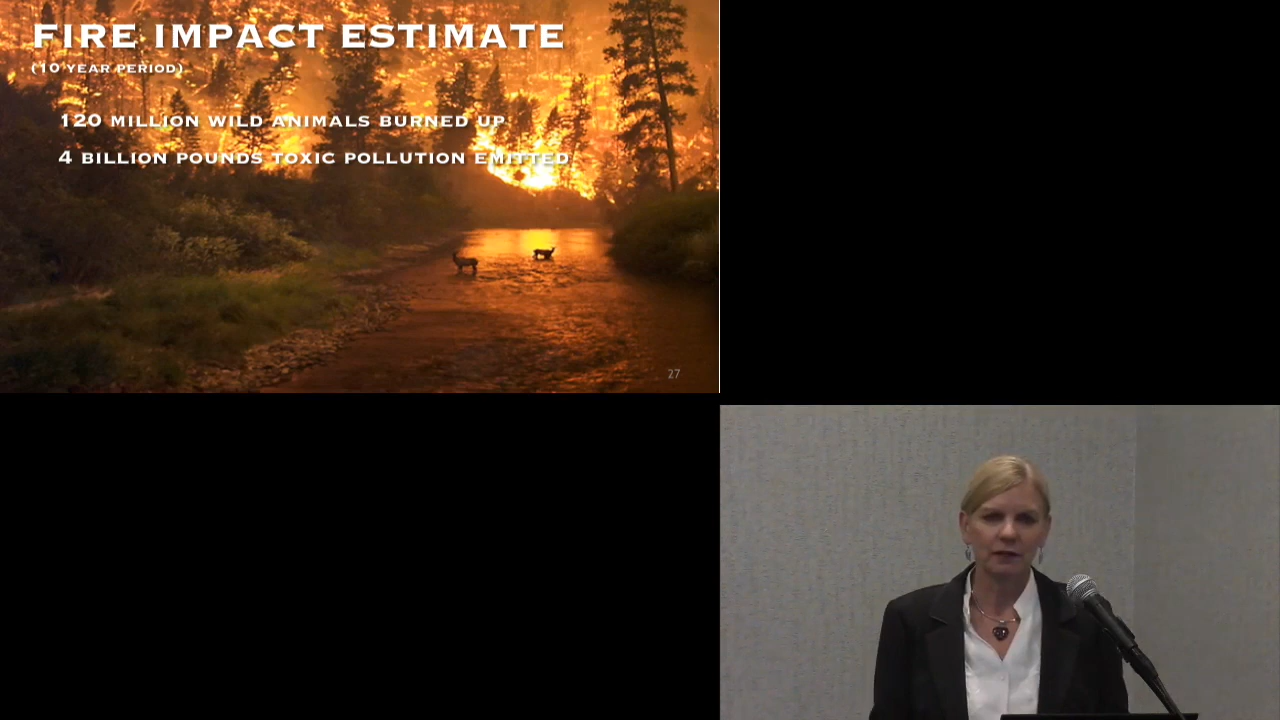 FIRE IMPACT ESTIMATE
(10 YEAR PERIOD)
120 MILLION WILD ANIMALS BURNED UP
4 BILLION POUNDS TOXIC POLLUTION EMITTED
27